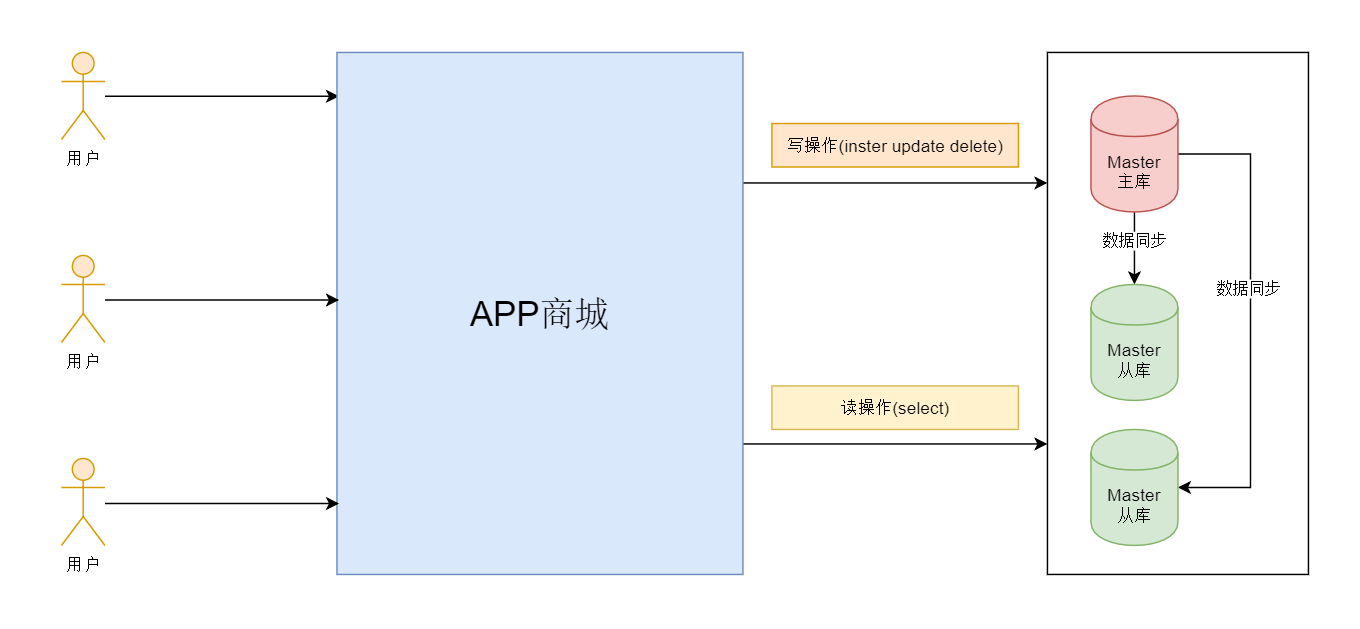 用户
用户
用户
APP商城
写操作(inster update delete)
读操作(select)
Master
主库
数据同步
数据同步
Master
从库
Master
从库